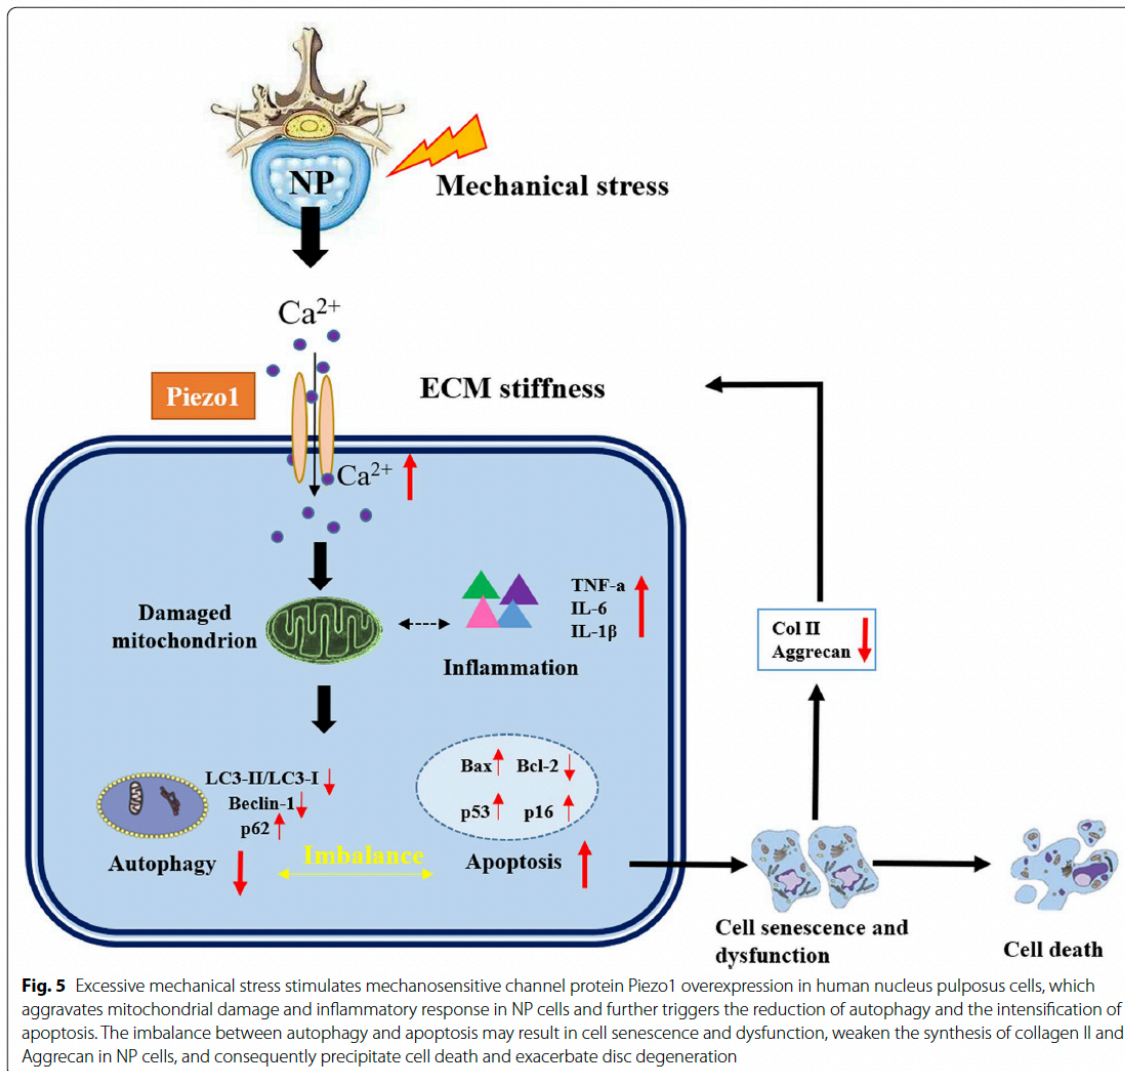 NP
Mechanical stress
Ca²⁺
Piezo1
ECM stiffness
Ca²⁺
Damaged
mitochondrion
TNF-a
IL-6
IL-1β
Inflammation
Col II
Aggrecan
LC3-II/LC3-I
Beclin-1
p62
Autophagy
Imbalance
Bax
Bcl-2
p53
p16
Apoptosis
Cell senescence and
dysfunction
Cell death
Fig. 5 Excessive mechanical stress stimulates mechanosensitive channel protein Piezo1 overexpression in human nucleus pulposus cells, which
aggravates mitochondrial damage and inflammatory response in NP cells and further triggers the reduction of autophagy and the intensification of
apoptosis. The imbalance between autophagy and apoptosis may result in cell senescence and dysfunction, weaken the synthesis of collagen II and
Aggrecan in NP cells, and consequently precipitate cell death and exacerbate disc degeneration